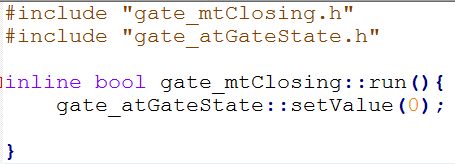 #include "gate_mtClosing.h"
#include "gate_atGateState.h"
inline bool gate_mtClosing::run(){
    gate_atGateState::setValue(0);
}